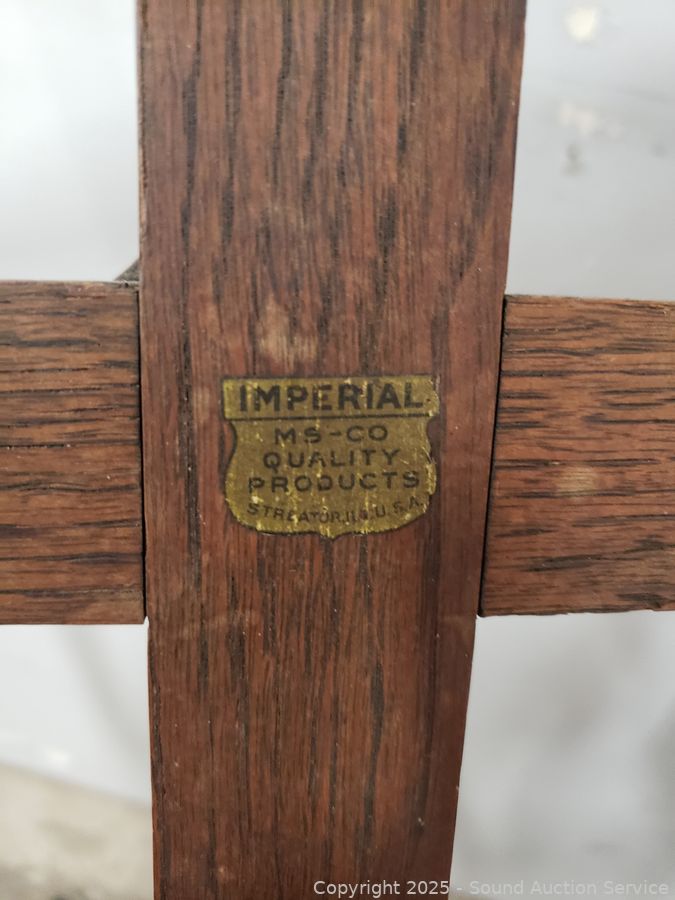 IMPERIAL
MS-CO
QUALITY
PRODUCTS
STREATOR, ILL. U.S.A.
Copyright 2025 - Sound Auction Service